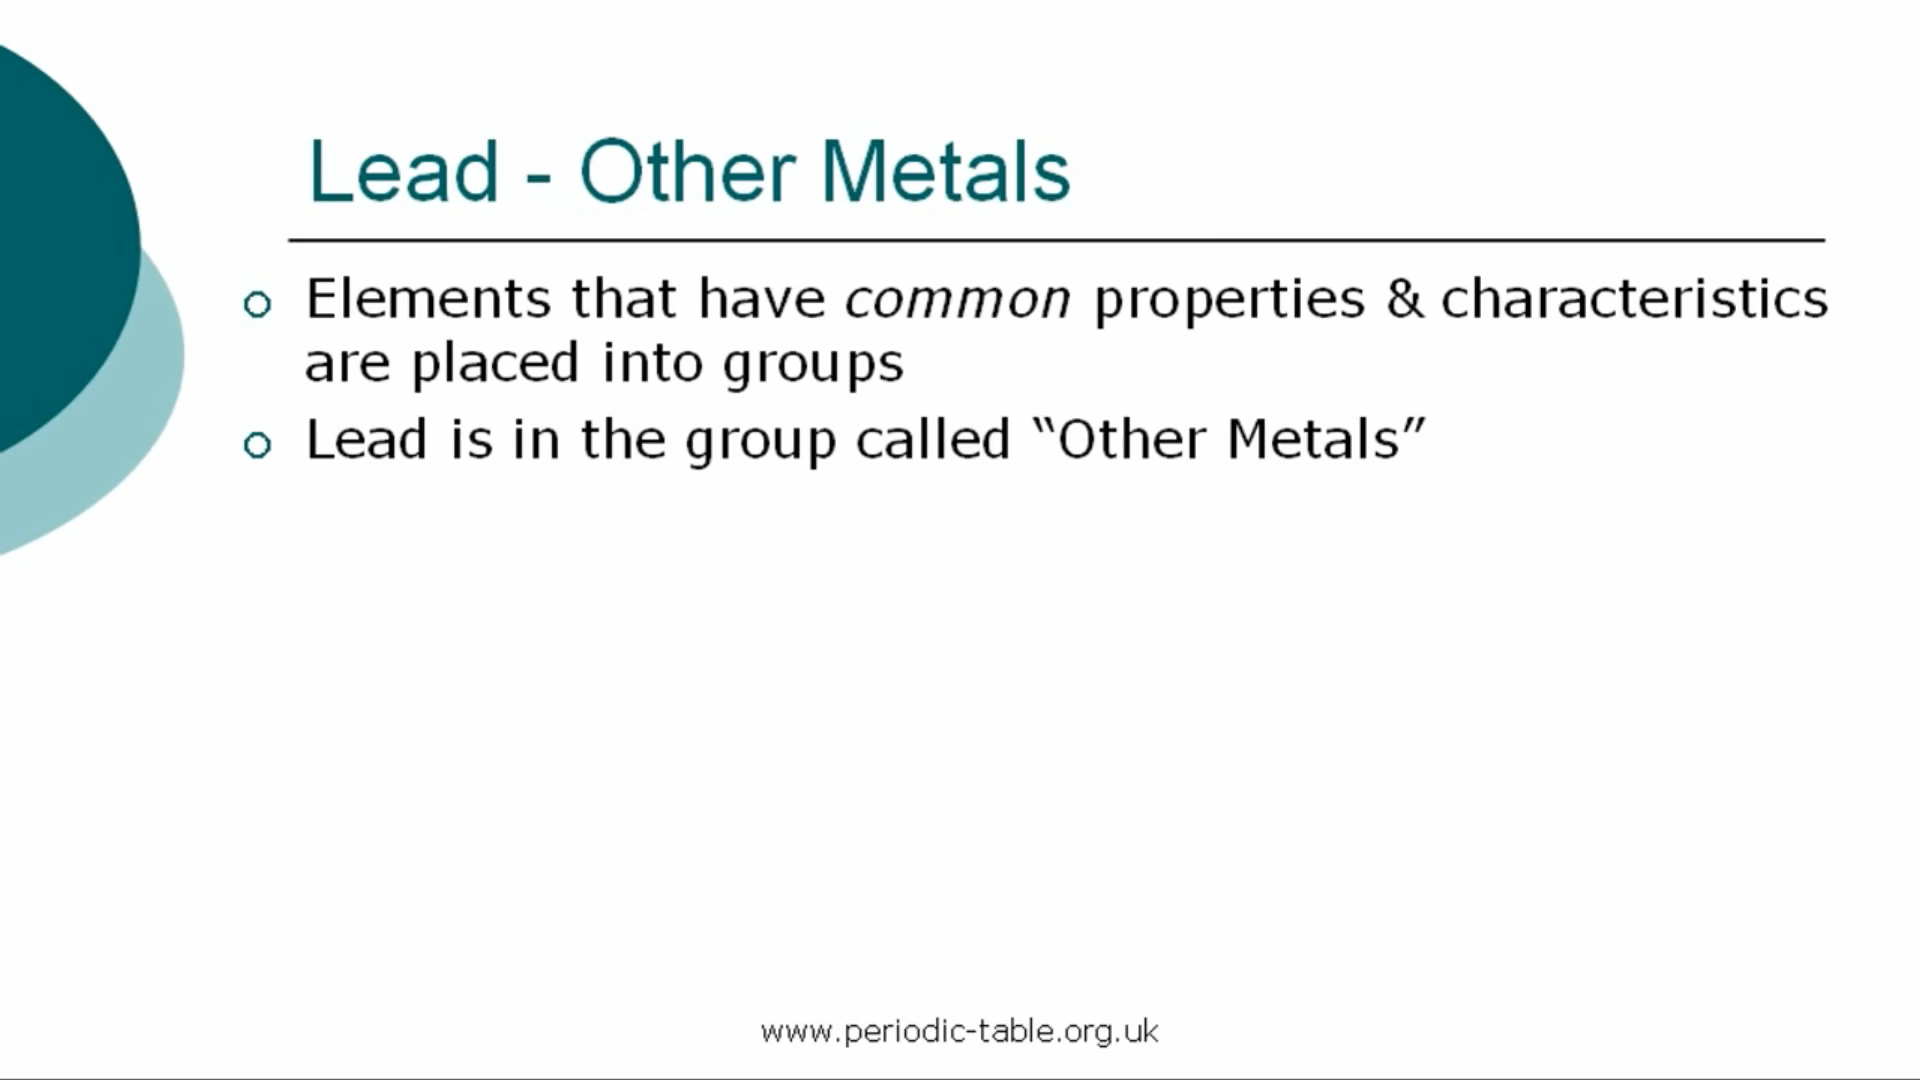 Lead - Other Metals
Elements that have common properties & characteristics
are placed into groups
Lead is in the group called “Other Metals”
www.periodic-table.org.uk